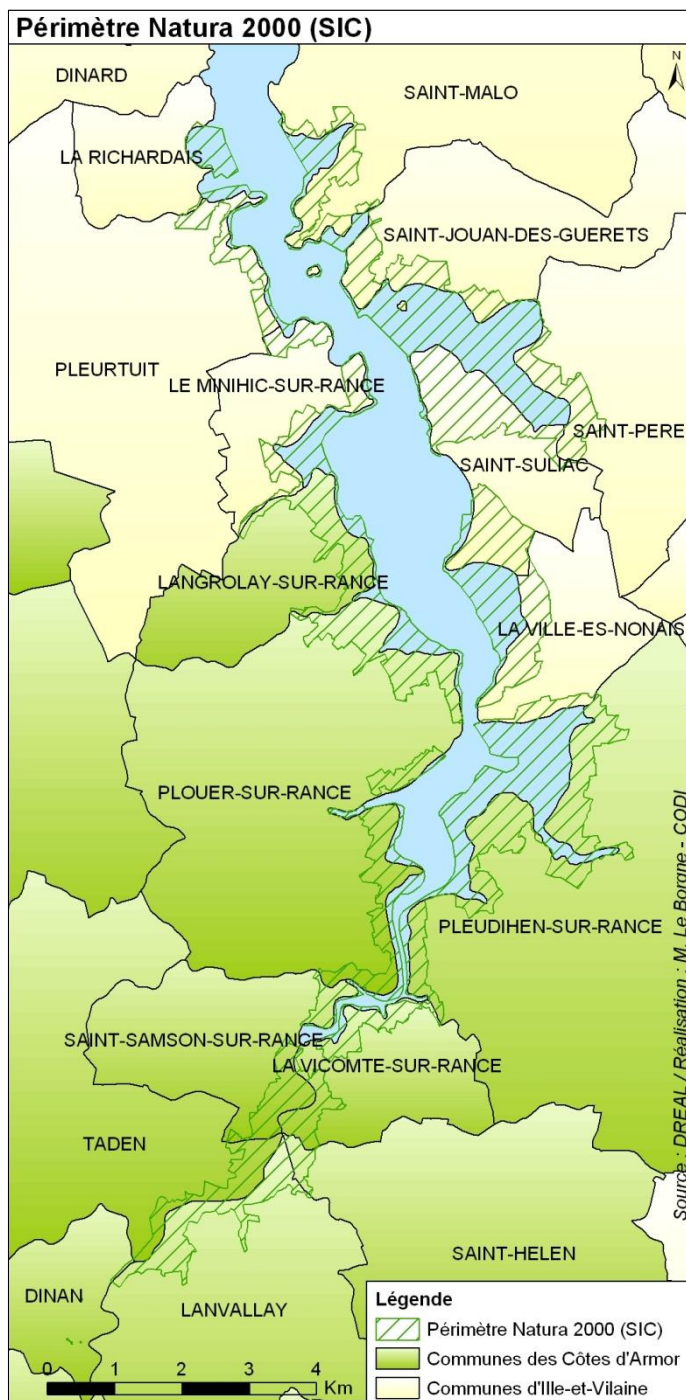 Périmètre Natura 2000 (SIC)
N
DINARD
SAINT-MALO
LA RICHARDAIS
SAINT-JOUAN-DES-GUERETS
PLEURTUIT
LE MINIHIC-SUR-RANCE
SAINT-PERE
SAINT-SULIAC
LANGROLAY-SUR-RANCE
LA VILLE-ES-NONAIS
PLOUER-SUR-RANCE
PLEUDIHEN-SUR-RANCE
SAINT-SAMSON-SUR-RANCE
LA VICOMTE-SUR-RANCE
TADEN
SAINT-HELEN
DINAN
LANVALLAY
Source : DREAL / Réalisation : M. Le Borgne - CODI
Légende
Périmètre Natura 2000 (SIC)
Communes des Côtes d'Armor
Communes d'Ille-et-Vilaine
0 1 2 3 4
Km